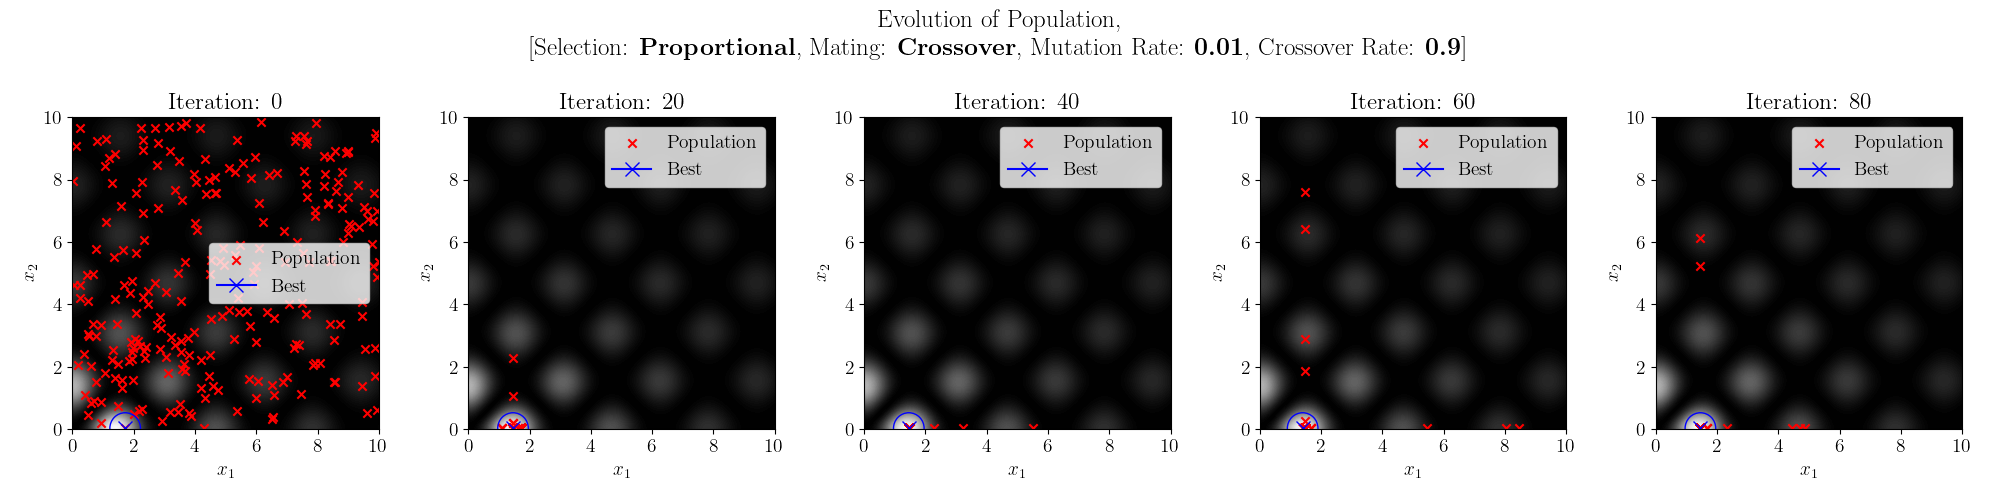 Evolution of Population,
[Selection: Proportional, Mating: Crossover, Mutation Rate: 0.01, Crossover Rate: 0.9]
Iteration: 0
10
8
6
4
2
0
x2
Population
Best
0 2 4 6 8 10
x1
Iteration: 20
10
8
6
4
2
0
x2
Population
Best
0 2 4 6 8 10
x1
Iteration: 40
10
8
6
4
2
0
x2
Population
Best
0 2 4 6 8 10
x1
Iteration: 60
10
8
6
4
2
0
x2
Population
Best
0 2 4 6 8 10
x1
Iteration: 80
10
8
6
4
2
0
x2
Population
Best
0 2 4 6 8 10
x1